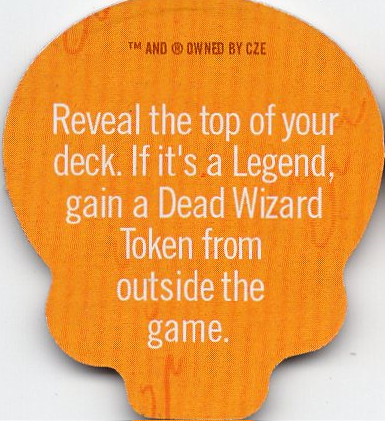 ™ AND ® OWNED BY CZE
Reveal the top of your
deck. If it's a Legend,
gain a Dead Wizard
Token from
outside the
game.